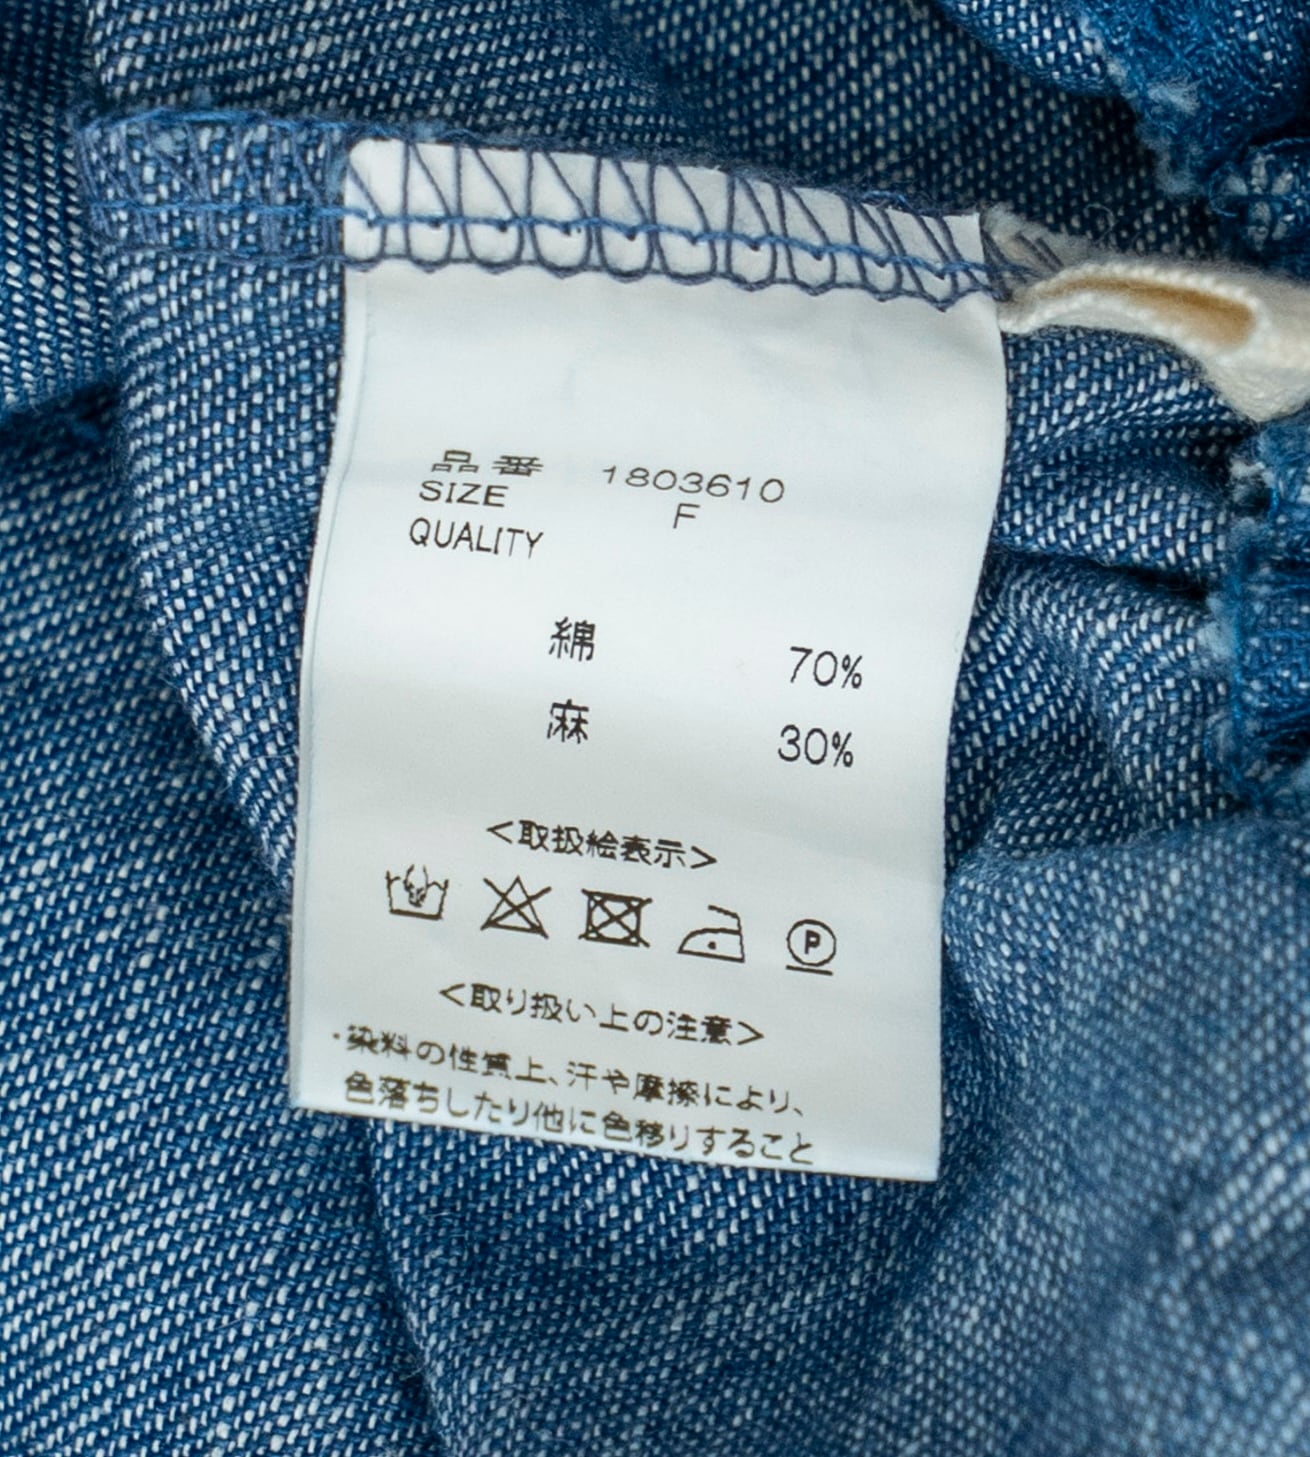 品番 1803610
SIZE F
QUALITY
綿 70%
麻 30%
<取扱絵表示>
P
<取り扱い上の注意>
・染料の性質上、汗や摩擦により、
色落ちしたり他に色移りすること